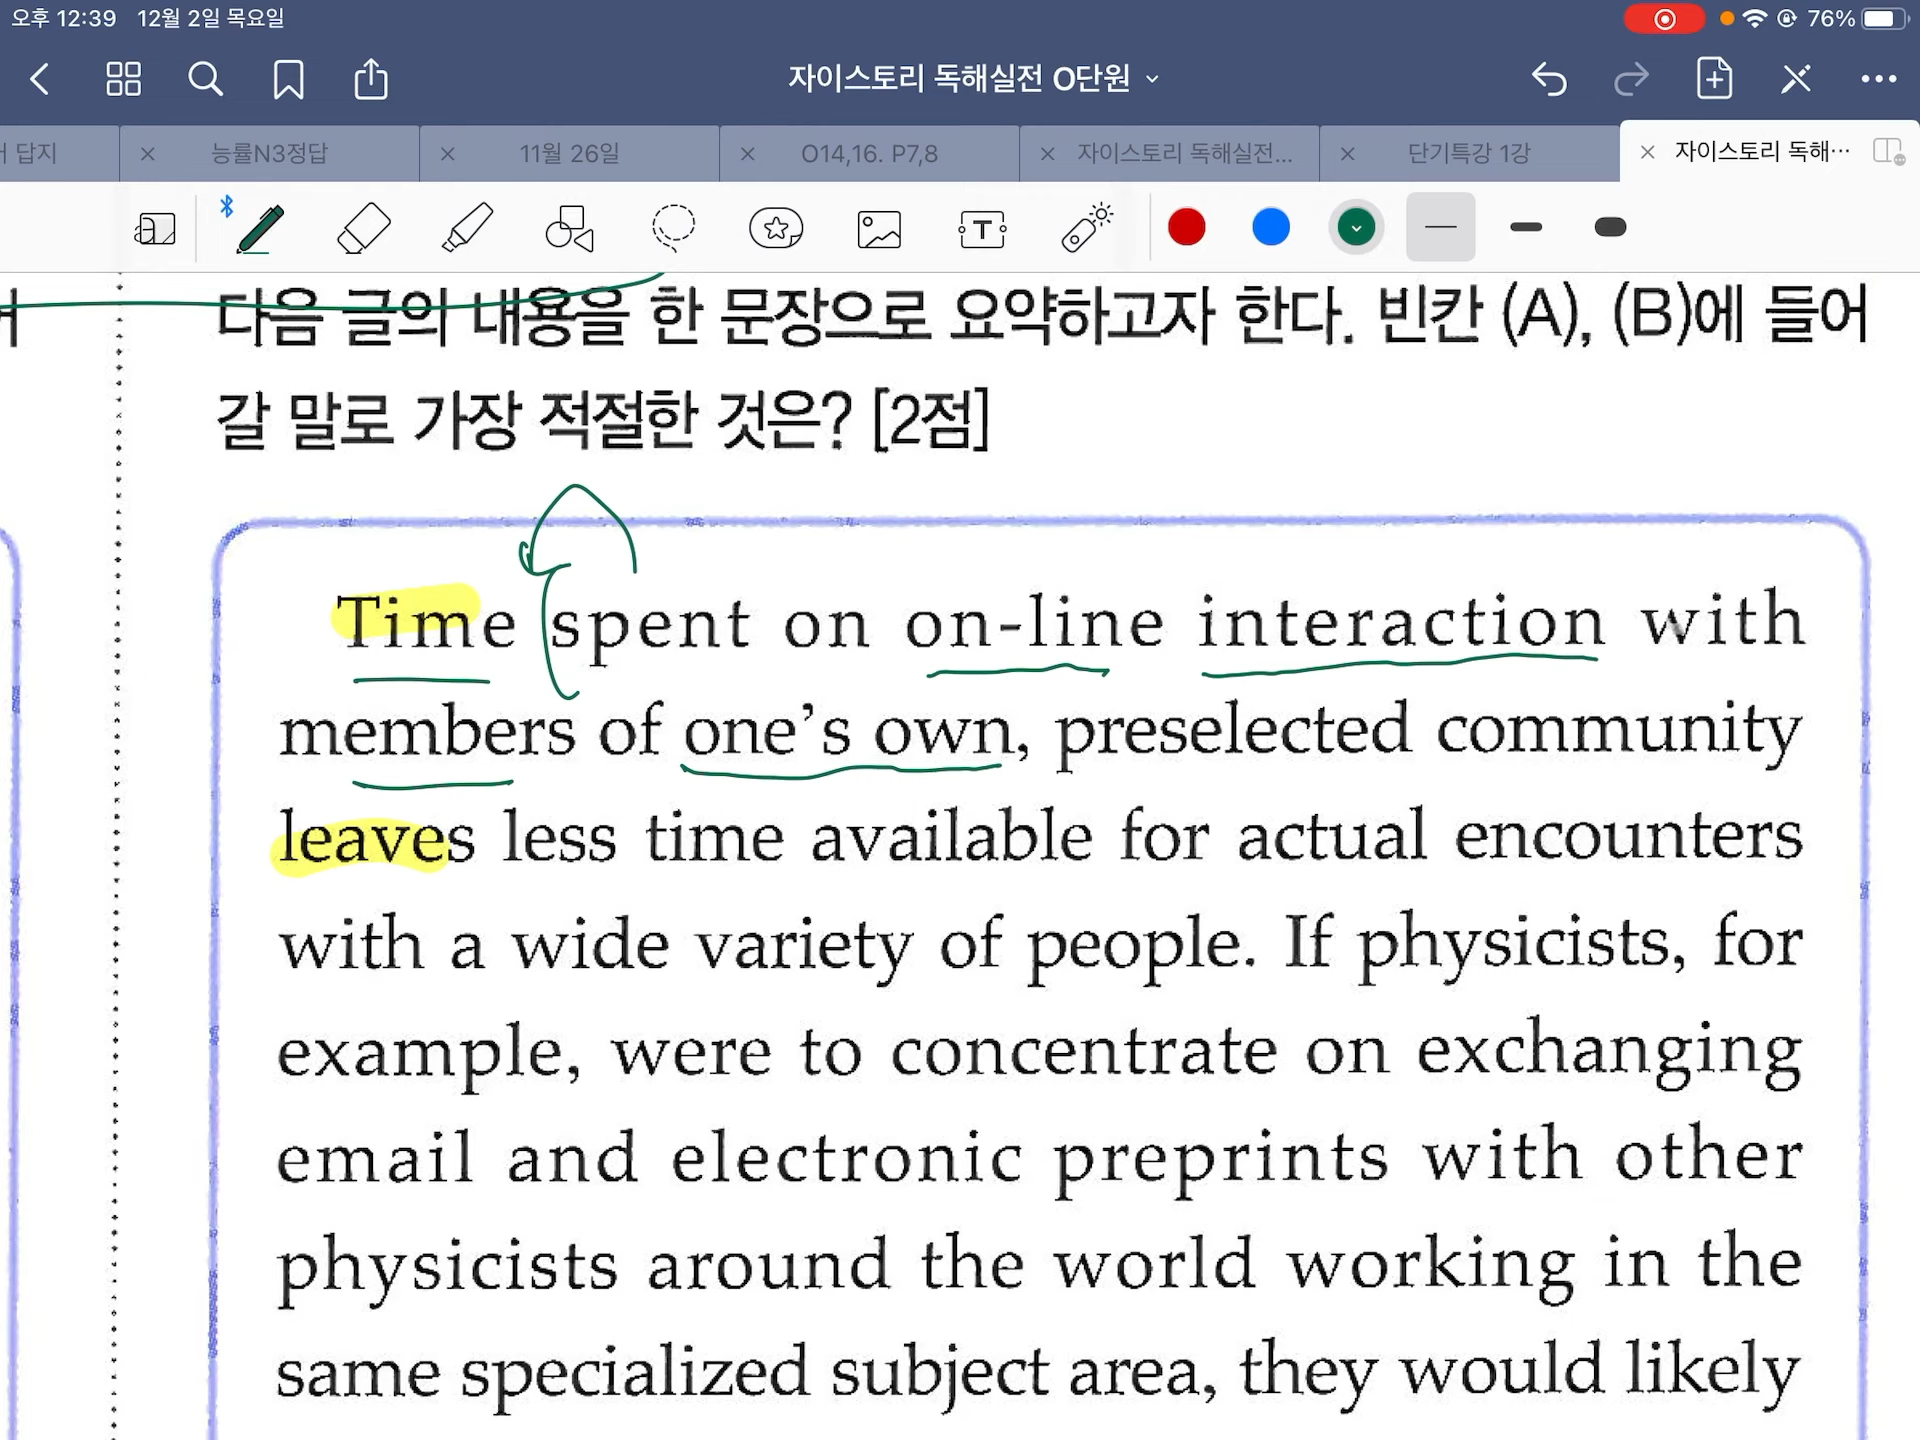 오후 12:39 12월 2일 목요일 76%
자이스토리 독해실전 O단원
답지 능률N3정답 11월 26일 O14,16. P7,8 자이스토리 독해실전... 단기특강 1강 자이스토리 독해...
다음 글의 내용을 한 문장으로 요약하고자 한다. 빈칸 (A), (B)에 들어
갈 말로 가장 적절한 것은? [2점]
Time spent on on-line interaction with
members of one's own, preselected community
leaves less time available for actual encounters
with a wide variety of people. If physicists, for
example, were to concentrate on exchanging
email and electronic preprints with other
physicists around the world working in the
same specialized subject area, they would likely